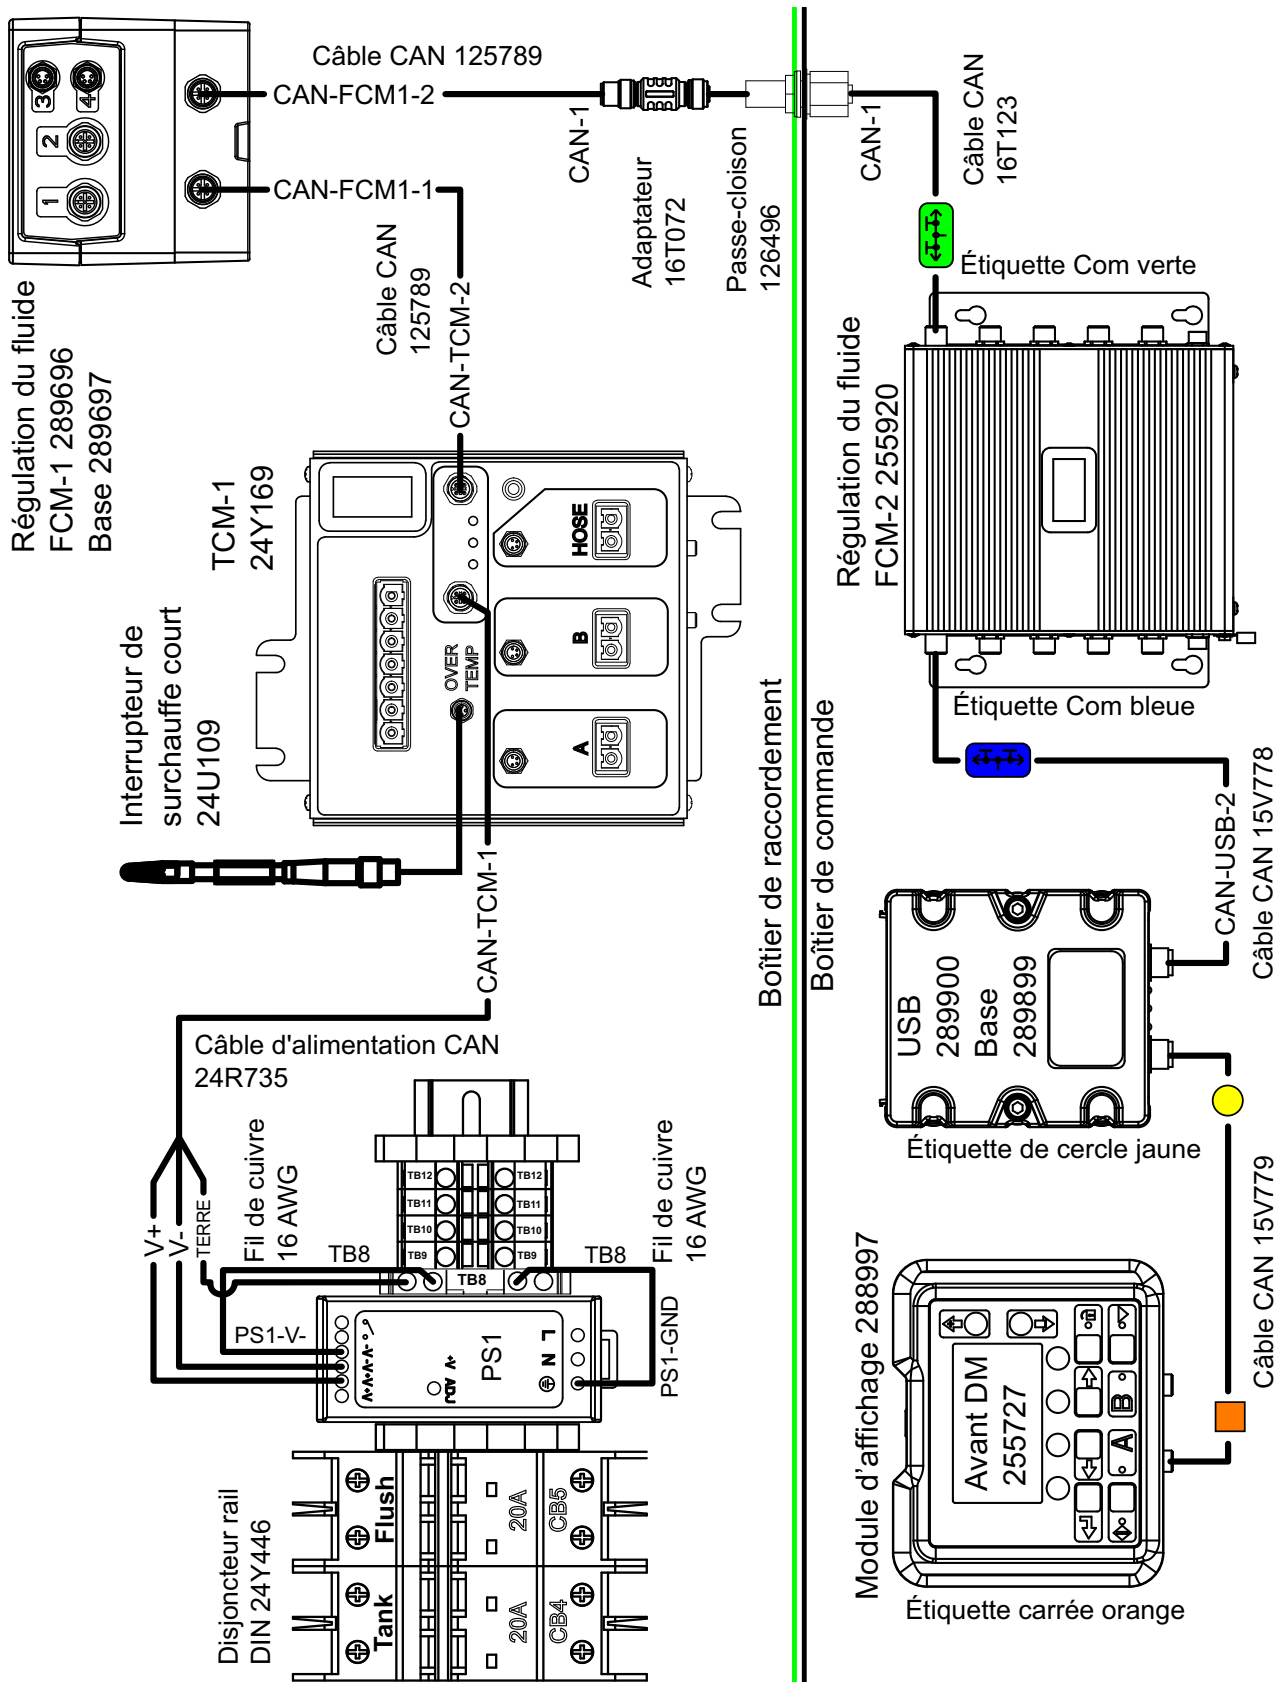 Câble CAN 125789
CAN-FCM1-2
CAN-FCM1-1
1
2
3
4
Régulation du fluide
FCM-1 289696
Base 289697
Câble CAN
125789
CAN-TCM-2
CAN-1
Adaptateur
16T072
Passe-cloison
126496
CAN-1
Câble CAN
16T123
Étiquette Com verte
Régulation du fluide
FCM-2 255920
Étiquette Com bleue
TCM-1
24Y169
HOSE
B
A
OVER
TEMP
Interrupteur de
surchauffe court
24U109
CAN-TCM-1
Boîtier de raccordement
Boîtier de commande
CAN-USB-2
Câble CAN 15V778
USB
289900
Base
289899
Étiquette de cercle jaune
Câble d'alimentation CAN
24R735
V+
V-
TERRE
Fil de cuivre
16 AWG
TB8
TB12
TB11
TB10
TB9
TB12
TB11
TB10
TB9
TB8
TB8
Fil de cuivre
16 AWG
PS1-V-
PS1-GND
V+V+V-V-
+V ADJ
PS1
L
N
Disjoncteur rail
DIN 24Y446
Flush
Tank
20A
20A
CB5
CB4
Module d’affichage 288997
Avant DM
255727
A
B
Étiquette carrée orange
Câble CAN 15V779